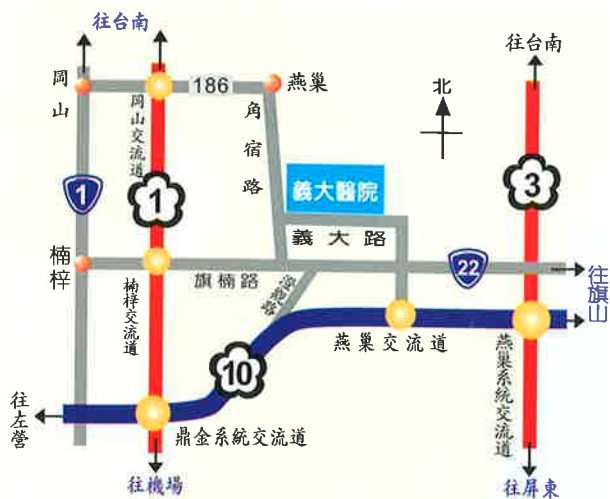 往台南
往台南
岡山
186
燕巢
北
岡山交流道
角宿路
1
1
義大醫院
3
義大路
楠梓
22
往旗山
旗楠路
楠梓交流道
燕巢交流道
燕巢系統交流道
10
往左營
鼎金系統交流道
往機場
往屏東